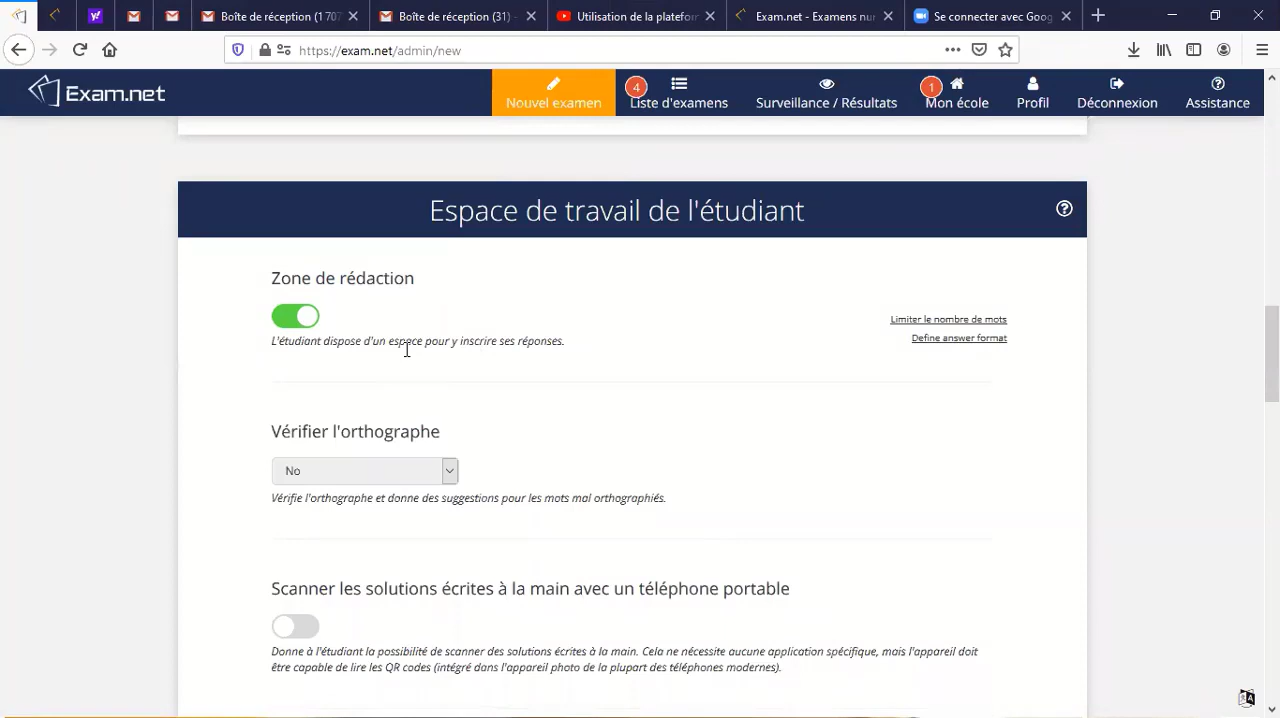 Boîte de réception (1 707
Boîte de réception (31) -
Utilisation de la platefor
Exam.net - Examens nu
Se connecter avec Goog
https://exam.net/admin/new
Exam.net
Nouvel examen
4
Liste d'examens
Surveillance / Résultats
1
Mon école
Profil
Déconnexion
Assistance
Espace de travail de l'étudiant
Zone de rédaction
Limiter le nombre de mots
L'étudiant dispose d'un espace pour y inscrire ses réponses.
Define answer format
Vérifier l'orthographe
No
Vérifie l'orthographe et donne des suggestions pour les mots mal orthographiés.
Scanner les solutions écrites à la main avec un téléphone portable
Donne à l'étudiant la possibilité de scanner des solutions écrites à la main. Cela ne nécessite aucune application spécifique, mais l'appareil doit
être capable de lire les QR codes (intégré dans l'appareil photo de la plupart des téléphones modernes).